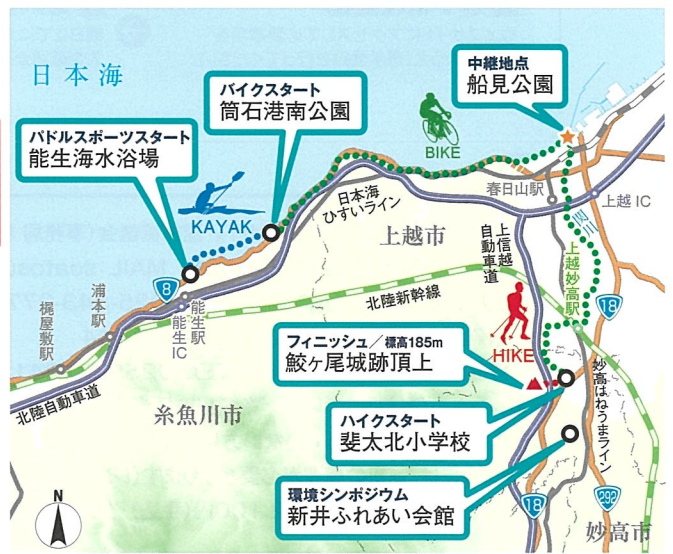 日本海
パドルスポーツスタート
能生海水浴場
バイクスタート
筒石港南公園
中継地点
船見公園
BIKE
KAYAK
日本海
ひすいライン
春日山駅
上越IC
関川
上越市
上信越
自動車道
上越妙高駅
8
18
北陸新幹線
浦本駅
梶屋敷駅
能生駅
能生IC
北陸自動車道
糸魚川市
HIKE
フィニッシュ/標高185m
鮫ヶ尾城跡頂上
ハイクスタート
斐太北小学校
妙高はねうまライン
環境シンポジウム
新井ふれあい会館
18
292
妙高市
N